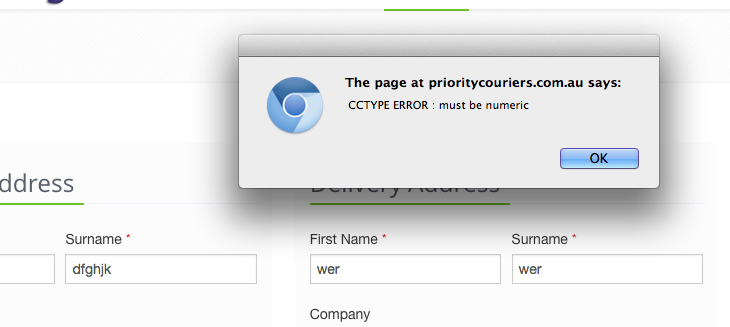 The page at prioritycouriers.com.au says:
CCTYPE ERROR : must be numeric
OK
ddress
Delivery Address
Surname *
First Name *
Surname *
dfghjk
wer
wer
Company